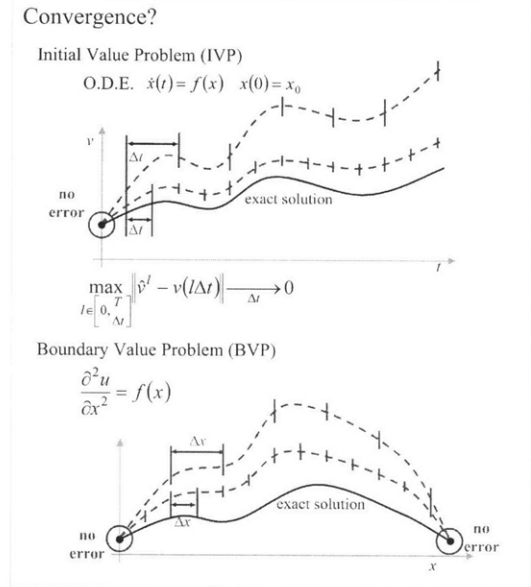 Convergence?
Initial Value Problem (IVP)
O.D.E. ẋ(t) = f(x) x(0) = x₀
v
Δt
no
error
exact solution
Δt
t
max ‖v̂ˡ − v(lΔt)‖ ⟶ 0
l∈[0, T/Δt] Δt
Boundary Value Problem (BVP)
∂²u/∂x² = f(x)
Δx
exact solution
Δx
no
error
no
error
x